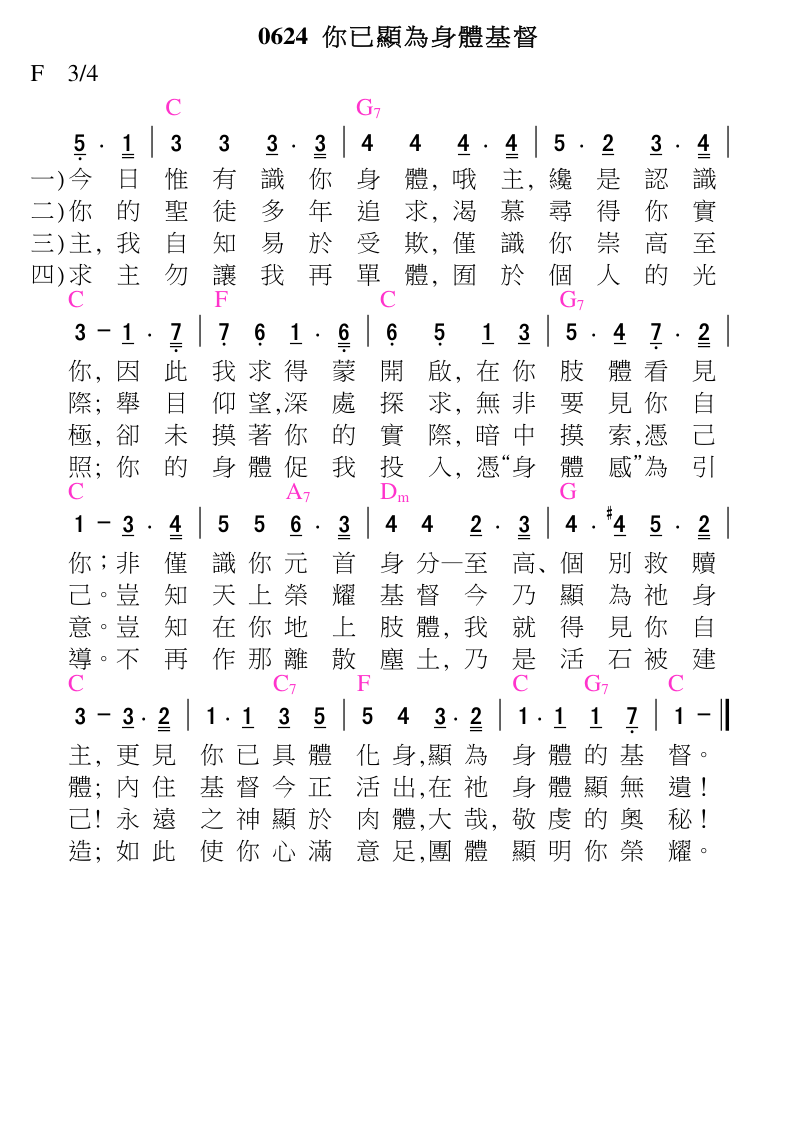 0624 你已顯為身體基督
F 3/4
C G7
5 . 1 | 3 3 3 . 3 | 4 4 4 . 4 | 5 . 2 3 . 4 |
一)今日惟有識你身體,哦主,纔是認識
二)你的聖徒多年追求,渴慕尋得你實
三)主,我自知易於受欺,僅識你崇高至
四)求主勿讓我再單體,囿於個人的光
C F C G7
3 – 1 . 7 | 7 6 1 . 6 | 6 5 1 3 | 5 . 4 7 . 2 |
你,因此我求得蒙開啟,在你肢體看見
際;舉目仰望,深處探求,無非要見你自
極,卻未摸著你的實際,暗中摸索,憑己
照;你的身體促我投入,憑“身體感”為引
C A7 Dm G
1 – 3 . 4 | 5 5 6 . 3 | 4 4 2 . 3 | 4 . #4 5 . 2 |
你;非僅識你元首身分—至高、個別救贖
己。豈知天上榮耀基督今乃顯為祂身
意。豈知在你地上肢體,我就得見你自
導。不再作那離散塵土,乃是活石被建
C C7 F C G7 C
3 – 3 . 2 | 1 . 1 3 5 | 5 4 3 . 2 | 1 . 1 1 7 | 1 – ‖
主,更見你已具體化身,顯為身體的基督。
體;內住基督今正活出,在祂身體顯無遺!
己!永遠之神顯於肉體,大哉,敬虔的奧秘!
造;如此使你心滿意足,團體顯明你榮耀。